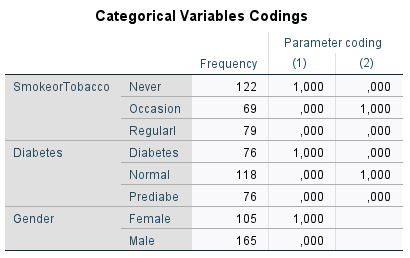 Categorical Variables Codings
Parameter coding
Frequency (1) (2)
SmokeorTobacco Never 122 1,000 ,000
Occasion 69 ,000 1,000
Regularl 79 ,000 ,000
Diabetes Diabetes 76 1,000 ,000
Normal 118 ,000 1,000
Prediabe 76 ,000 ,000
Gender Female 105 1,000
Male 165 ,000